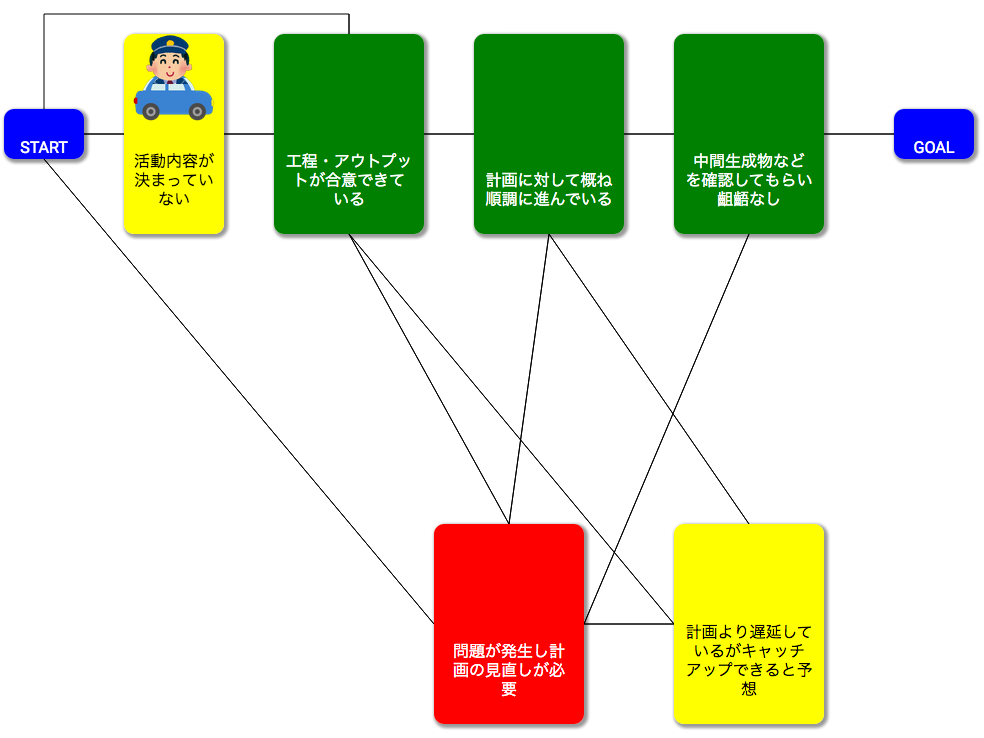 START
活動内容が
決まってい
ない
工程・アウトプッ
トが合意できて
いる
計画に対して概ね
順調に進んでいる
中間生成物など
を確認してもらい
齟齬なし
GOAL
問題が発生し計
画の見直しが必
要
計画より遅延して
いるがキャッチ
アップできると予
想